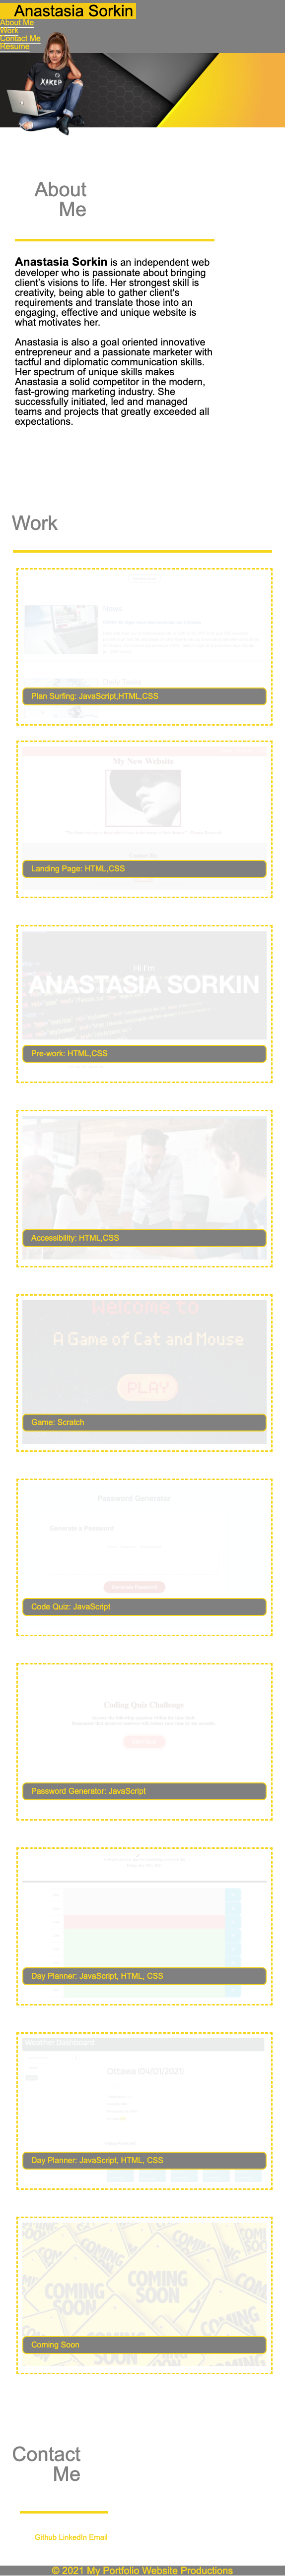 Anastasia Sorkin
About Me
Work
Contact Me
Resume
XAKEP
About
Me
Anastasia Sorkin is an independent web
developer who is passionate about bringing
client's visions to life. Her strongest skill is
creativity, being able to gather client's
requirements and translate those into an
engaging, effective and unique website is
what motivates her.
Anastasia is also a goal oriented innovative
entrepreneur and a passionate marketer with
tactful and diplomatic communication skills.
Her spectrum of unique skills makes
Anastasia a solid competitor in the modern,
fast-growing marketing industry. She
successfully initiated, led and managed
teams and projects that greatly exceeded all
expectations.
Work
Plan Surfing: JavaScript,HTML,CSS
My New Website
Landing Page: HTML,CSS
Hi I'm
ANASTASIA SORKIN
Pre-work: HTML,CSS
Accessibility: HTML,CSS
Welcome to
A Game of Cat and Mouse
PLAY
Game: Scratch
Password Generator
Generate a Password
Code Quiz: JavaScript
Coding Quiz Challenge
Password Generator: JavaScript
Day Planner: JavaScript, HTML, CSS
Weather Dashboard
Day Planner: JavaScript, HTML, CSS
COMING
SOON
Coming Soon
Contact
Me
Github LinkedIn Email
© 2021 My Portfolio Website Productions